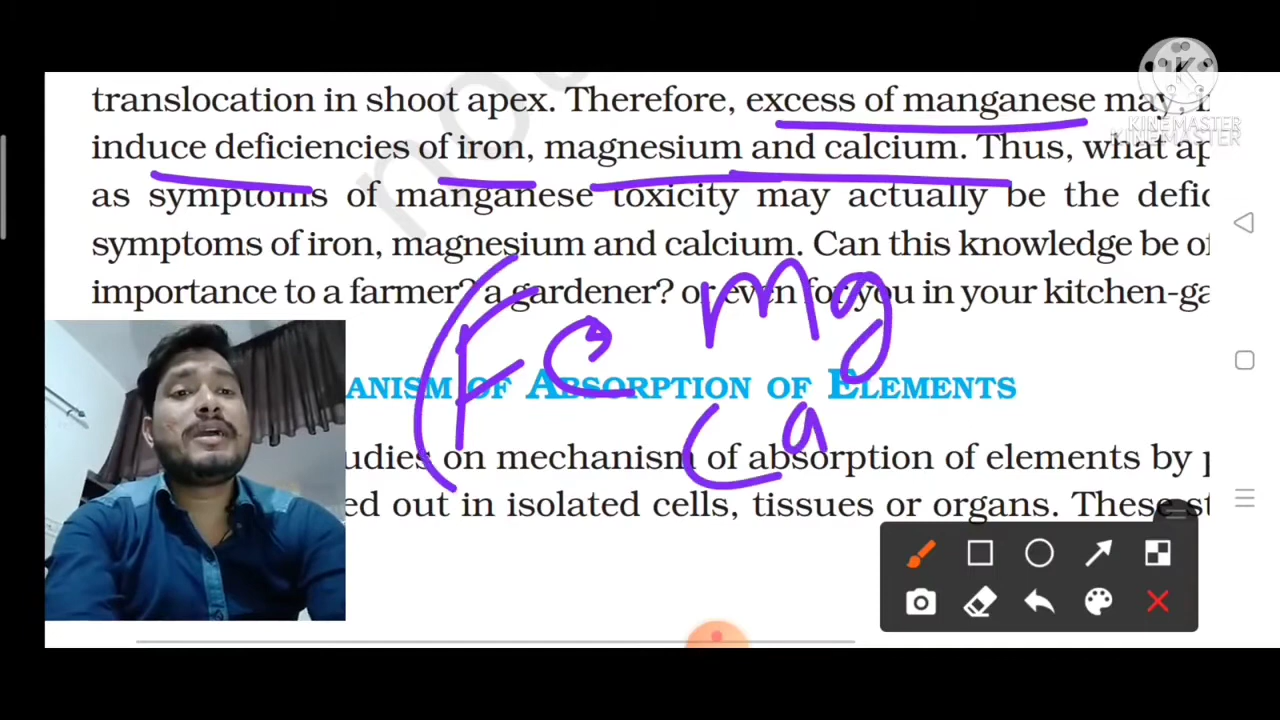 translocation in shoot apex. Therefore, excess of manganese may,
induce deficiencies of iron, magnesium and calcium. Thus, what ap
as symptoms of manganese toxicity may actually be the defic
symptoms of iron, magnesium and calcium. Can this knowledge be of
importance to a farmer? a gardener? or even for you in your kitchen-ga
Fe Mg
Ca
ANISM OF ABSORPTION OF ELEMENTS
udies on mechanism of absorption of elements by p
ed out in isolated cells, tissues or organs. These st
K
KINEMASTER
KINEMASTER